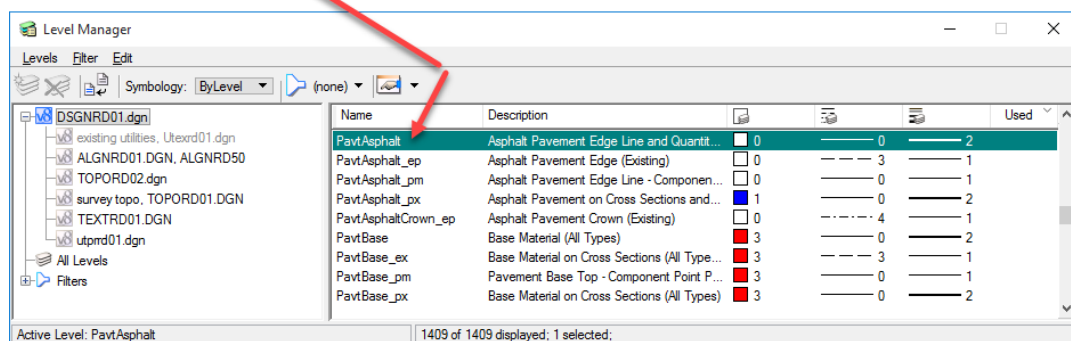 Level Manager
Levels Filter Edit
Symbology: ByLevel (none)
DSGNRD01.dgn
existing utilities, Utexrd01.dgn
ALGNRD01.DGN, ALGNRD50
TOPORD02.dgn
survey topo, TOPORD01.DGN
TEXTRD01.DGN
utprrd01.dgn
All Levels
Filters
Name Description Used
PavtAsphalt Asphalt Pavement Edge Line and Quantit... 0 0 2
PavtAsphalt_ep Asphalt Pavement Edge (Existing) 0 3 1
PavtAsphalt_pm Asphalt Pavement Edge Line - Componen... 0 0 1
PavtAsphalt_px Asphalt Pavement on Cross Sections and... 1 0 2
PavtAsphaltCrown_ep Asphalt Pavement Crown (Existing) 0 4 1
PavtBase Base Material (All Types) 3 0 2
PavtBase_ex Base Material on Cross Sections (All Type... 3 3 1
PavtBase_pm Pavement Base Top - Component Point P... 3 0 1
PavtBase_px Base Material on Cross Sections (All Types) 3 0 2
Active Level: PavtAsphalt 1409 of 1409 displayed; 1 selected;